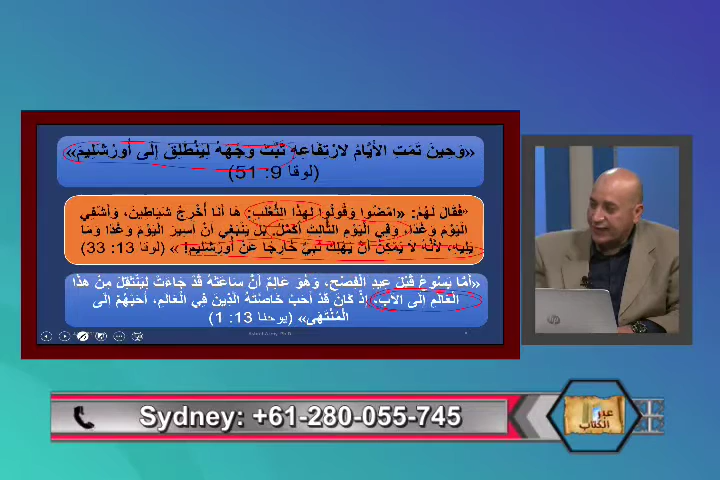 «وَحِينَ تَمَّتِ الأَيَّامُ لارْتِفَاعِهِ ثَبَّتَ وَجْهَهُ لِيَنْطَلِقَ إِلَى أُورُشَلِيمَ»
(لوقا 9: 51)
«فَقَالَ لَهُمُ: «امْضُوا وَقُولُوا لِهذَا الثَّعْلَبِ: هَا أَنَا أُخْرِجُ شَيَاطِينَ، وَأَشْفِي
الْيَوْمَ وَغَدًا، وَفِي الْيَوْمِ الثَّالِثِ أُكَمَّلُ. بَلْ يَنْبَغِي أَنْ أَسِيرَ الْيَوْمَ وَغَدًا وَمَا
يَلِيهِ، لأَنَّهُ لاَ يُمْكِنُ أَنْ يَهْلِكَ نَبِيٌّ خَارِجًا عَنْ أُورُشَلِيمَ! » (لوقا 13: 33)
«أَمَّا يَسُوعُ قَبْلَ عِيدِ الْفِصْحِ، وَهُوَ عَالِمٌ أَنَّ سَاعَتَهُ قَدْ جَاءَتْ لِيَنْتَقِلَ مِنْ هذَا
الْعَالَمِ إِلَى الآبِ، إِذْ كَانَ قَدْ أَحَبَّ خَاصَّتَهُ الَّذِينَ فِي الْعَالَمِ، أَحَبَّهُمْ إِلَى
الْمُنْتَهَى» (يوحنا 13: 1)
Sydney: +61-280-055-745
عبر
الكتاب